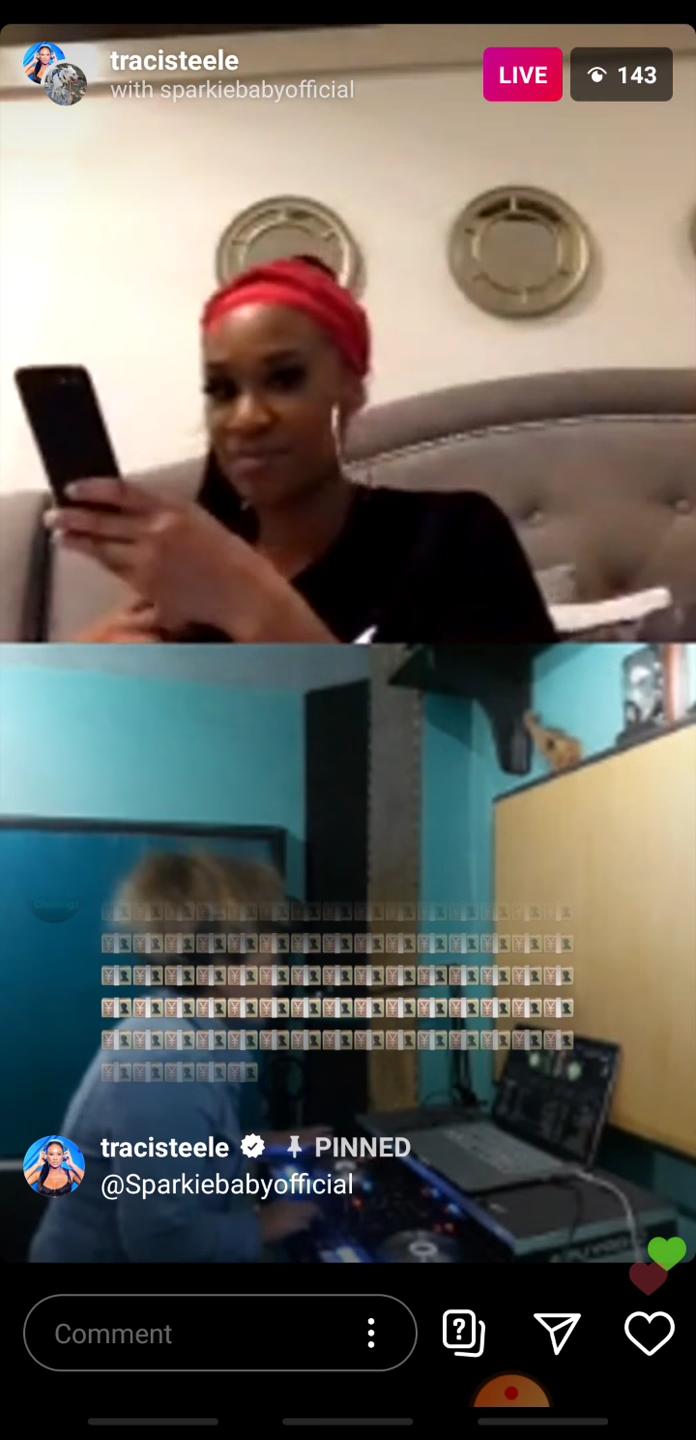 tracisteele
with sparkiebabyofficial
LIVE
143
tracisteele PINNED
@Sparkiebabyofficial
Comment